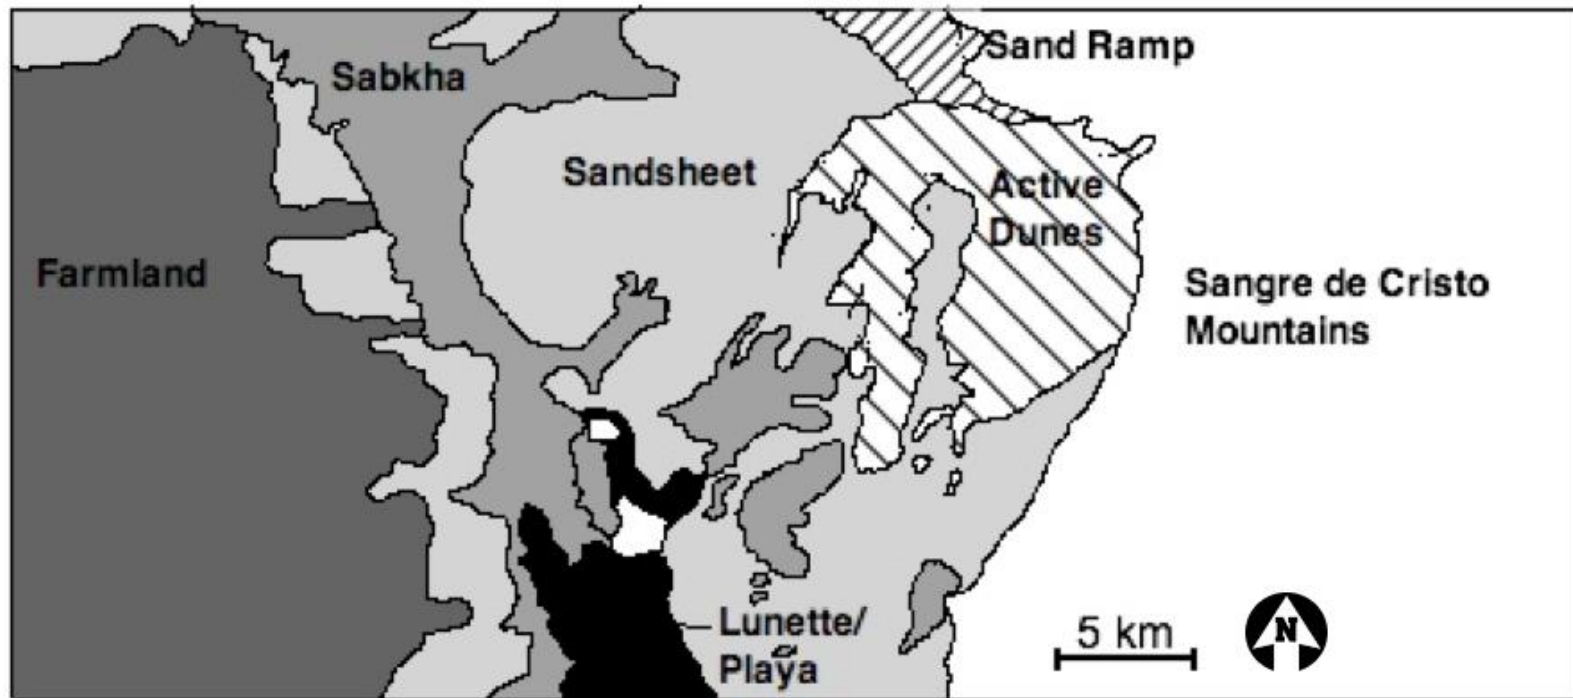 Sand Ramp
Sabkha
Sandsheet
Active
Dunes
Farmland
Sangre de Cristo
Mountains
Lunette/
Playa
5 km
N